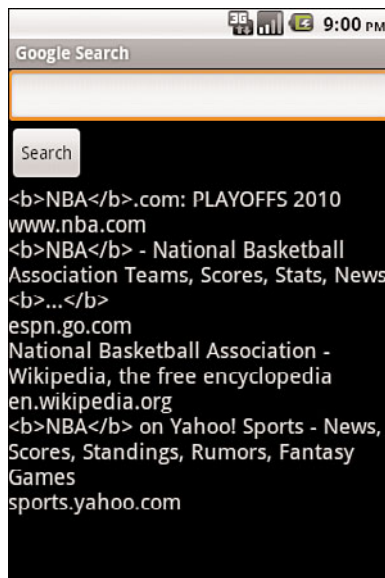 3G 9:00 PM
Google Search
Search
<b>NBA</b>.com: PLAYOFFS 2010
www.nba.com
<b>NBA</b> - National Basketball
Association Teams, Scores, Stats, News
<b>...</b>
espn.go.com
National Basketball Association -
Wikipedia, the free encyclopedia
en.wikipedia.org
<b>NBA</b> on Yahoo! Sports - News,
Scores, Standings, Rumors, Fantasy
Games
sports.yahoo.com